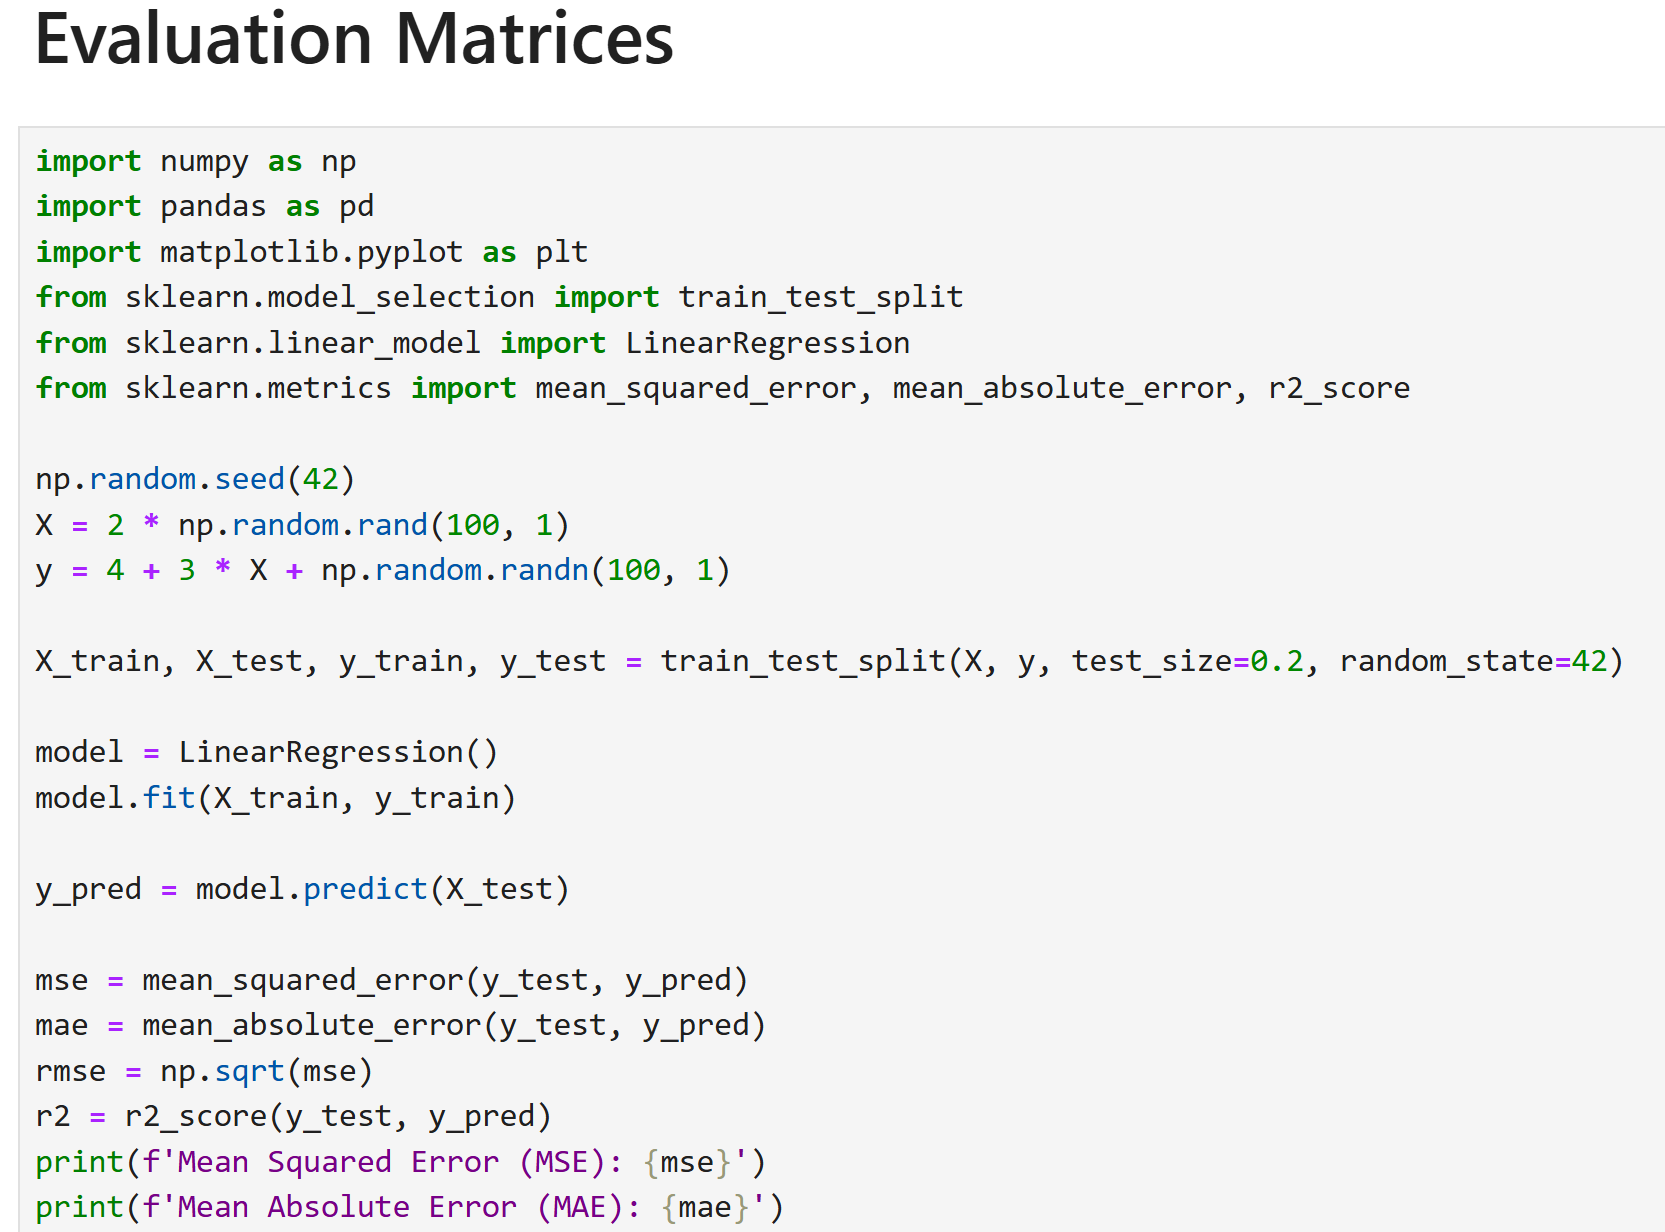 Evaluation Matrices
import numpy as np
import pandas as pd
import matplotlib.pyplot as plt
from sklearn.model_selection import train_test_split
from sklearn.linear_model import LinearRegression
from sklearn.metrics import mean_squared_error, mean_absolute_error, r2_score
np.random.seed(42)
X = 2 * np.random.rand(100, 1)
y = 4 + 3 * X + np.random.randn(100, 1)
X_train, X_test, y_train, y_test = train_test_split(X, y, test_size=0.2, random_state=42)
model = LinearRegression()
model.fit(X_train, y_train)
y_pred = model.predict(X_test)
mse = mean_squared_error(y_test, y_pred)
mae = mean_absolute_error(y_test, y_pred)
rmse = np.sqrt(mse)
r2 = r2_score(y_test, y_pred)
print(f'Mean Squared Error (MSE): {mse}')
print(f'Mean Absolute Error (MAE): {mae}')